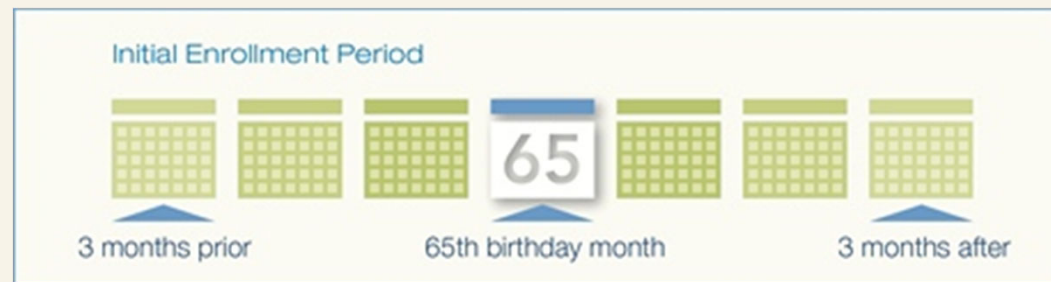 Initial Enrollment Period
65
3 months prior
65th birthday month
3 months after